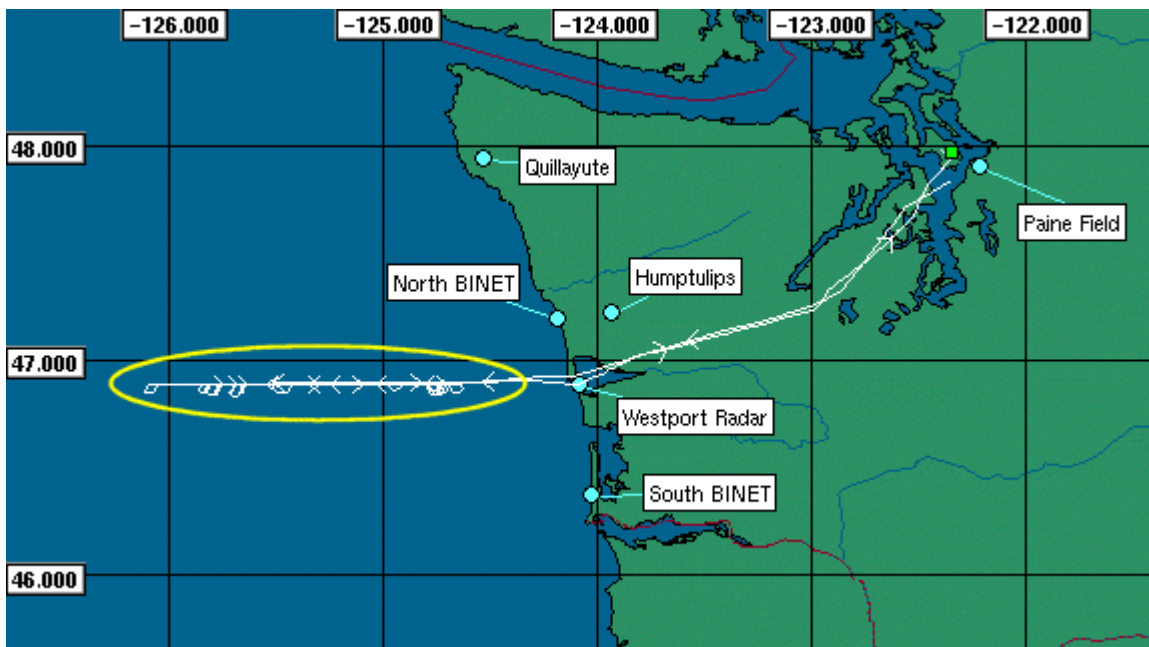 −126.000
−125.000
−124.000
−123.000
−122.000
48.000
Quillayute
Paine Field
North BINET
Humptulips
47.000
Westport Radar
South BINET
46.000